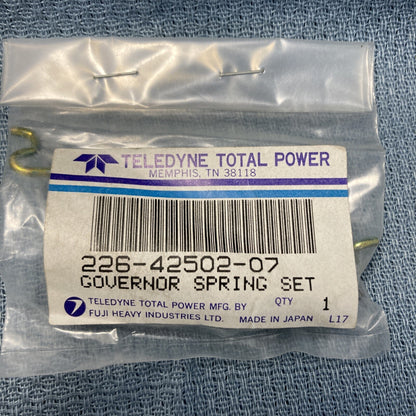 TELEDYNE TOTAL POWER
MEMPHIS, TN 38118
226-42502-07
GOVERNOR SPRING SET
TELEDYNE TOTAL POWER MFG. BY QTY 1
FUJI HEAVY INDUSTRIES LTD. MADE IN JAPAN L17